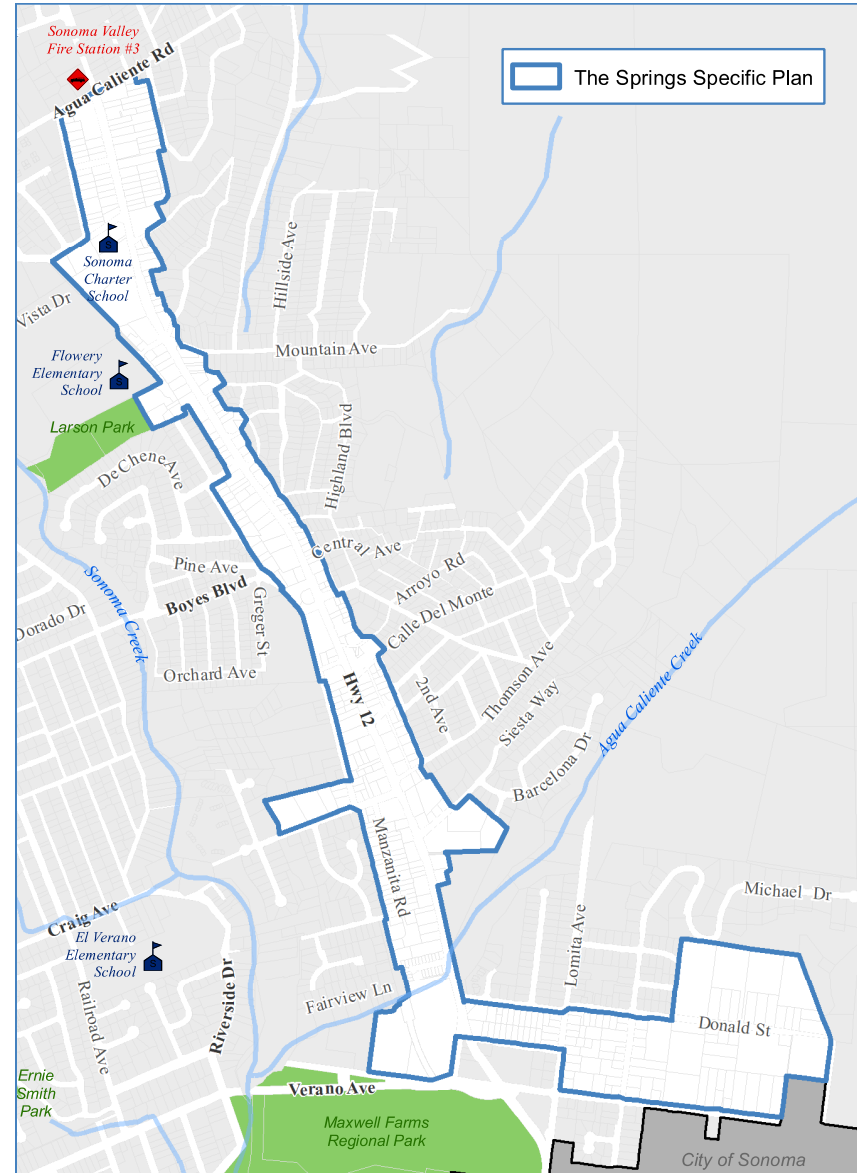 Sonoma Valley
Fire Station #3
Agua Caliente Rd
The Springs Specific Plan
Sonoma
Charter
School
S
Hillside Ave
Vista Dr
Mountain Ave
Flowery
Elementary
School
S
Larson Park
DeChene Ave
Highland Blvd
Central Ave
Pine Ave
Arroyo Rd
Boyes Blvd
Greger St
Calle Del Monte
Sonoma Creek
Dorado Dr
Orchard Ave
Hwy 12
2nd Ave
Thomson Ave
Siesta Way
Agua Caliente Creek
Barcelona Dr
Manzanita Rd
Michael Dr
Craig Ave
El Verano
Elementary
School
S
Lomita Ave
Railroad Ave
Riverside Dr
Fairview Ln
Donald St
Ernie
Smith
Park
Verano Ave
Maxwell Farms
Regional Park
City of Sonoma